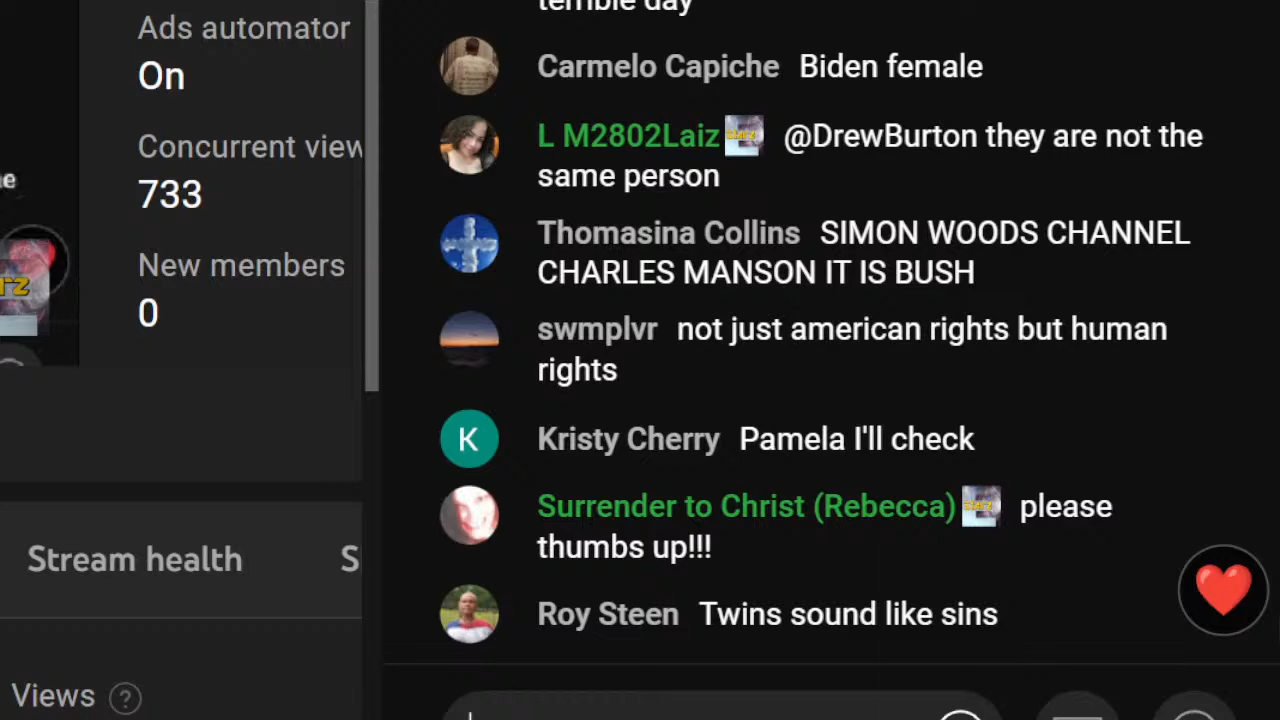 terrible day
Ads automator
On
Concurrent view
733
New members
0
Carmelo Capiche Biden female
L M2802Laiz @DrewBurton they are not the
same person
Thomasina Collins SIMON WOODS CHANNEL
CHARLES MANSON IT IS BUSH
swmplvr not just american rights but human
rights
K Kristy Cherry Pamela I'll check
Surrender to Christ (Rebecca) please
thumbs up!!!
Roy Steen Twins sound like sins
Stream health S
Views ?